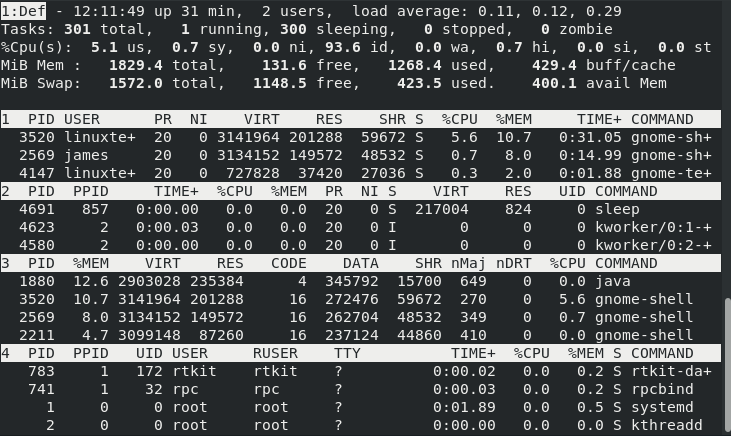 1:Def - 12:11:49 up 31 min,  2 users,  load average: 0.11, 0.12, 0.29
Tasks: 301 total,   1 running, 300 sleeping,   0 stopped,   0 zombie
%Cpu(s):  5.1 us,  0.7 sy,  0.0 ni, 93.6 id,  0.0 wa,  0.7 hi,  0.0 si,  0.0 st
MiB Mem :   1829.4 total,    131.6 free,   1268.4 used,    429.4 buff/cache
MiB Swap:   1572.0 total,   1148.5 free,    423.5 used.    400.1 avail Mem
1  PID USER      PR  NI    VIRT    RES    SHR S  %CPU  %MEM     TIME+ COMMAND
3520 linuxte+  20   0 3141964 201288  59672 S   5.6  10.7   0:31.05 gnome-sh+
2569 james     20   0 3134152 149572  48532 S   0.7   8.0   0:14.99 gnome-sh+
4147 linuxte+  20   0  727828  37420  27036 S   0.3   2.0   0:01.88 gnome-te+
2  PID  PPID     TIME+  %CPU  %MEM  PR  NI S    VIRT    RES   UID COMMAND
4691   857   0:00.00   0.0   0.0  20   0 S  217004    824     0 sleep
4623     2   0:00.03   0.0   0.0  20   0 I       0      0     0 kworker/0:1-+
4580     2   0:00.00   0.0   0.0  20   0 I       0      0     0 kworker/0:2-+
3  PID  %MEM    VIRT    RES   CODE    DATA    SHR nMaj nDRT  %CPU COMMAND
1880  12.6 2903028 235384      4  345792  15700  649    0   0.0 java
3520  10.7 3141964 201288     16  272476  59672  270    0   5.6 gnome-shell
2569   8.0 3134152 149572     16  262704  48532  349    0   0.7 gnome-shell
2211   4.7 3099148  87260     16  237124  44860  410    0   0.0 gnome-shell
4  PID  PPID   UID USER     RUSER    TTY          TIME+  %CPU  %MEM S COMMAND
783     1   172 rtkit    rtkit    ?          0:00.02   0.0   0.2 S rtkit-da+
741     1    32 rpc      rpc      ?          0:00.03   0.0   0.2 S rpcbind
1     0     0 root     root     ?          0:01.89   0.0   0.5 S systemd
2     0     0 root     root     ?          0:00.00   0.0   0.0 S kthreadd